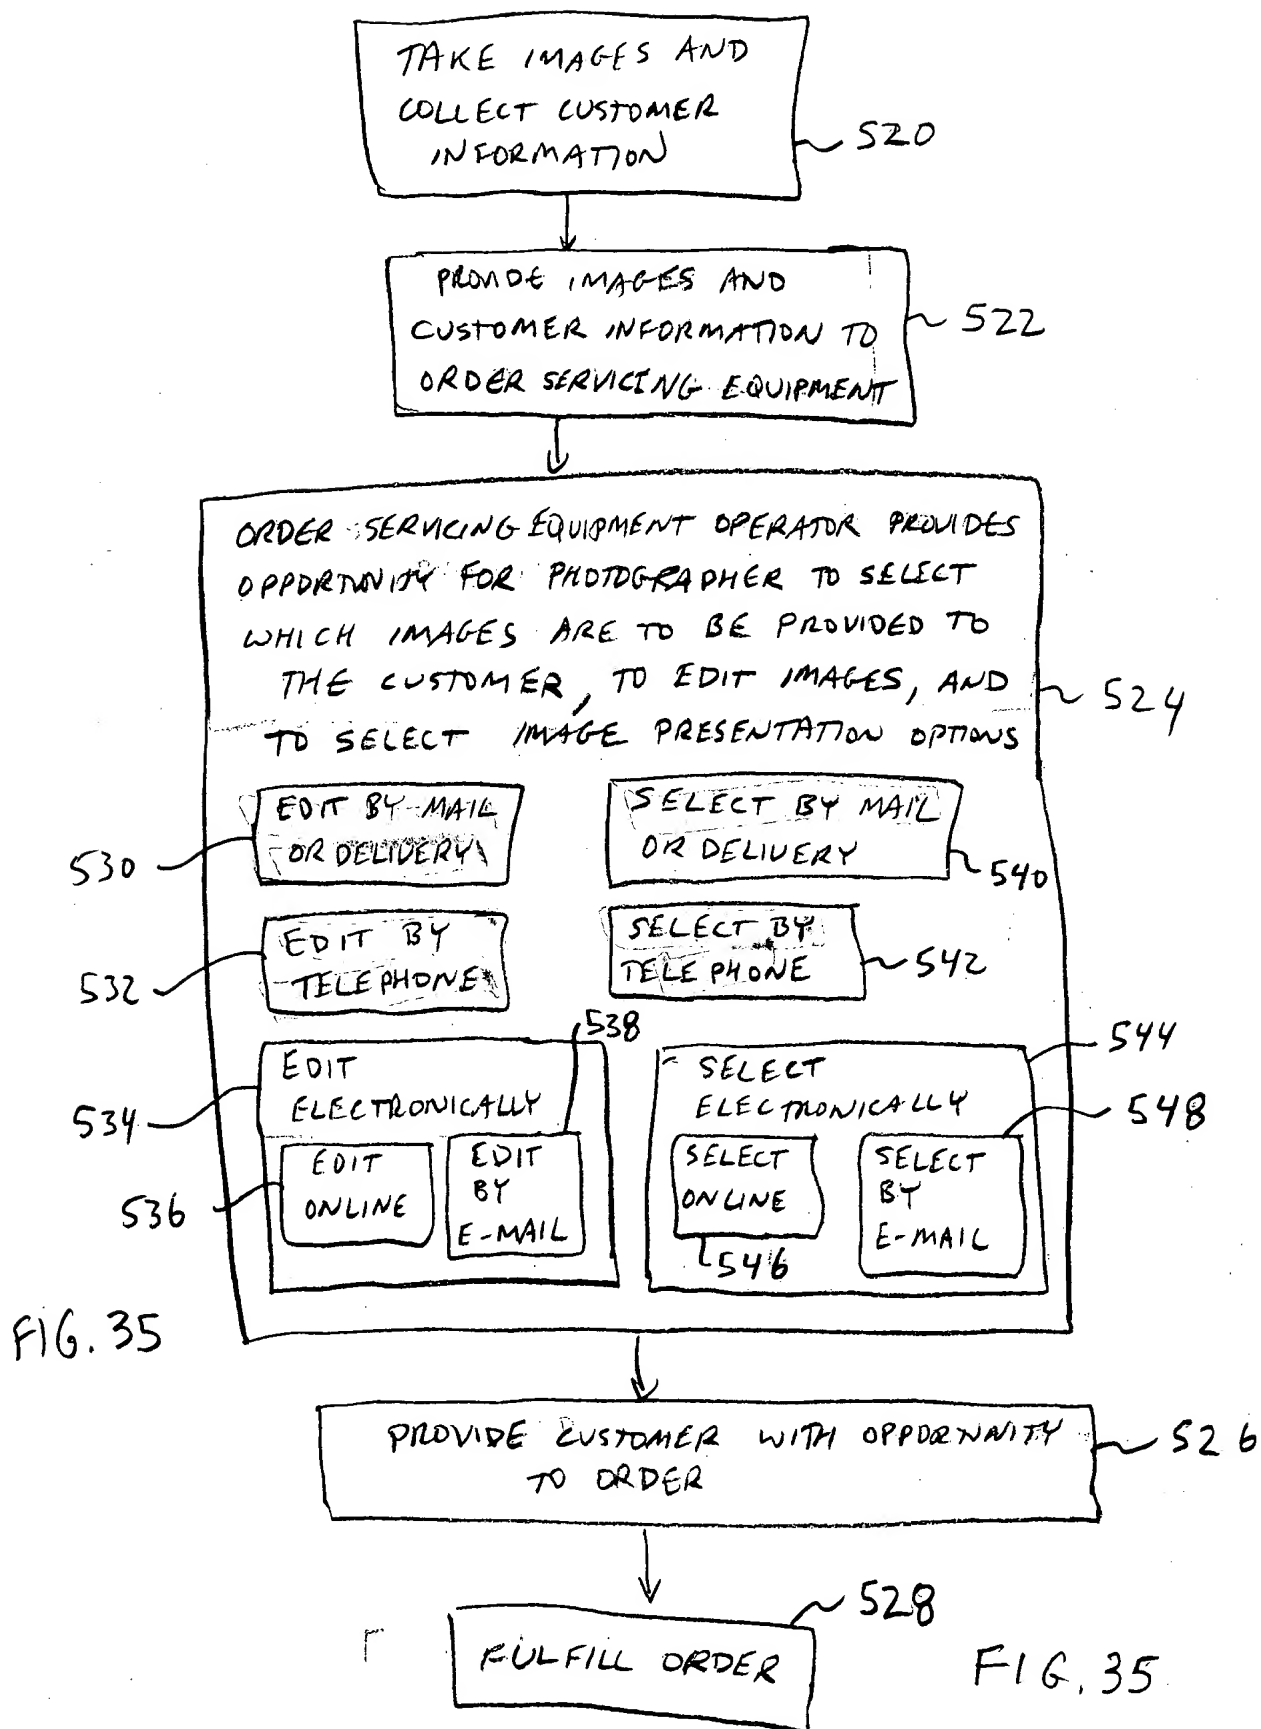 TAKE IMAGES AND
COLLECT CUSTOMER
INFORMATION
520
PROVIDE IMAGES AND
CUSTOMER INFORMATION TO
ORDER SERVICING EQUIPMENT
522
ORDER SERVICING EQUIPMENT OPERATOR PROVIDES
OPPORTUNITY FOR PHOTOGRAPHER TO SELECT
WHICH IMAGES ARE TO BE PROVIDED TO
THE CUSTOMER, TO EDIT IMAGES, AND
TO SELECT IMAGE PRESENTATION OPTIONS
524
EDIT BY MAIL
OR DELIVERY
530
SELECT BY MAIL
OR DELIVERY
540
EDIT BY
TELEPHONE
532
SELECT BY
TELEPHONE
542
538
EDIT
ELECTRONICALLY
534
EDIT
ONLINE
536
EDIT
BY
E-MAIL
544
SELECT
ELECTRONICALLY
548
SELECT
ONLINE
546
SELECT
BY
E-MAIL
FIG. 35
PROVIDE CUSTOMER WITH OPPORTUNITY
TO ORDER
526
528
FULFILL ORDER
FIG. 35